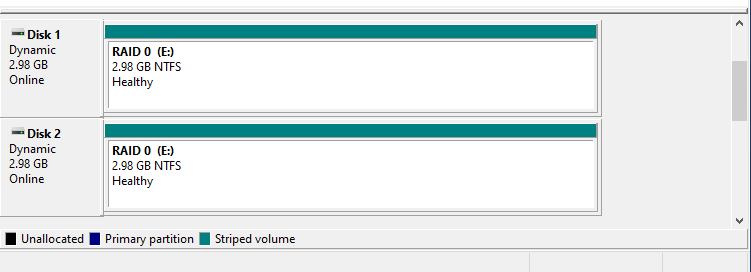 Disk 1
Dynamic
2.98 GB
Online
RAID 0 (E:)
2.98 GB NTFS
Healthy
Disk 2
Dynamic
2.98 GB
Online
RAID 0 (E:)
2.98 GB NTFS
Healthy
Unallocated Primary partition Striped volume